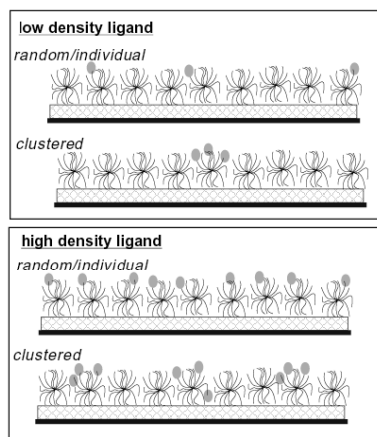 low density ligand
random/individual
clustered
high density ligand
random/individual
clustered